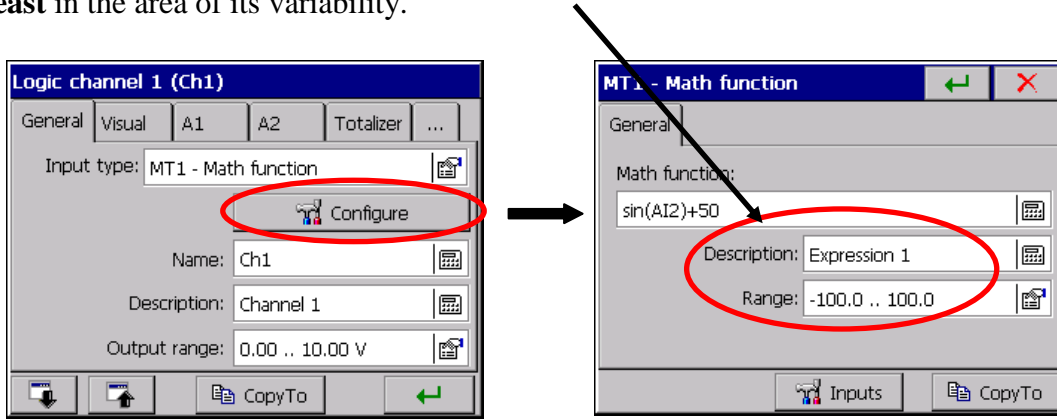 east in the area of its variability.
Logic channel 1 (Ch1)
General Visual A1 A2 Totalizer ...
Input type: MT1 - Math function
Configure
Name: Ch1
Description: Channel 1
Output range: 0.00 .. 10.00 V
CopyTo
MT1 - Math function
General
Math function:
sin(AI2)+50
Description: Expression 1
Range: -100.0 .. 100.0
Inputs CopyTo